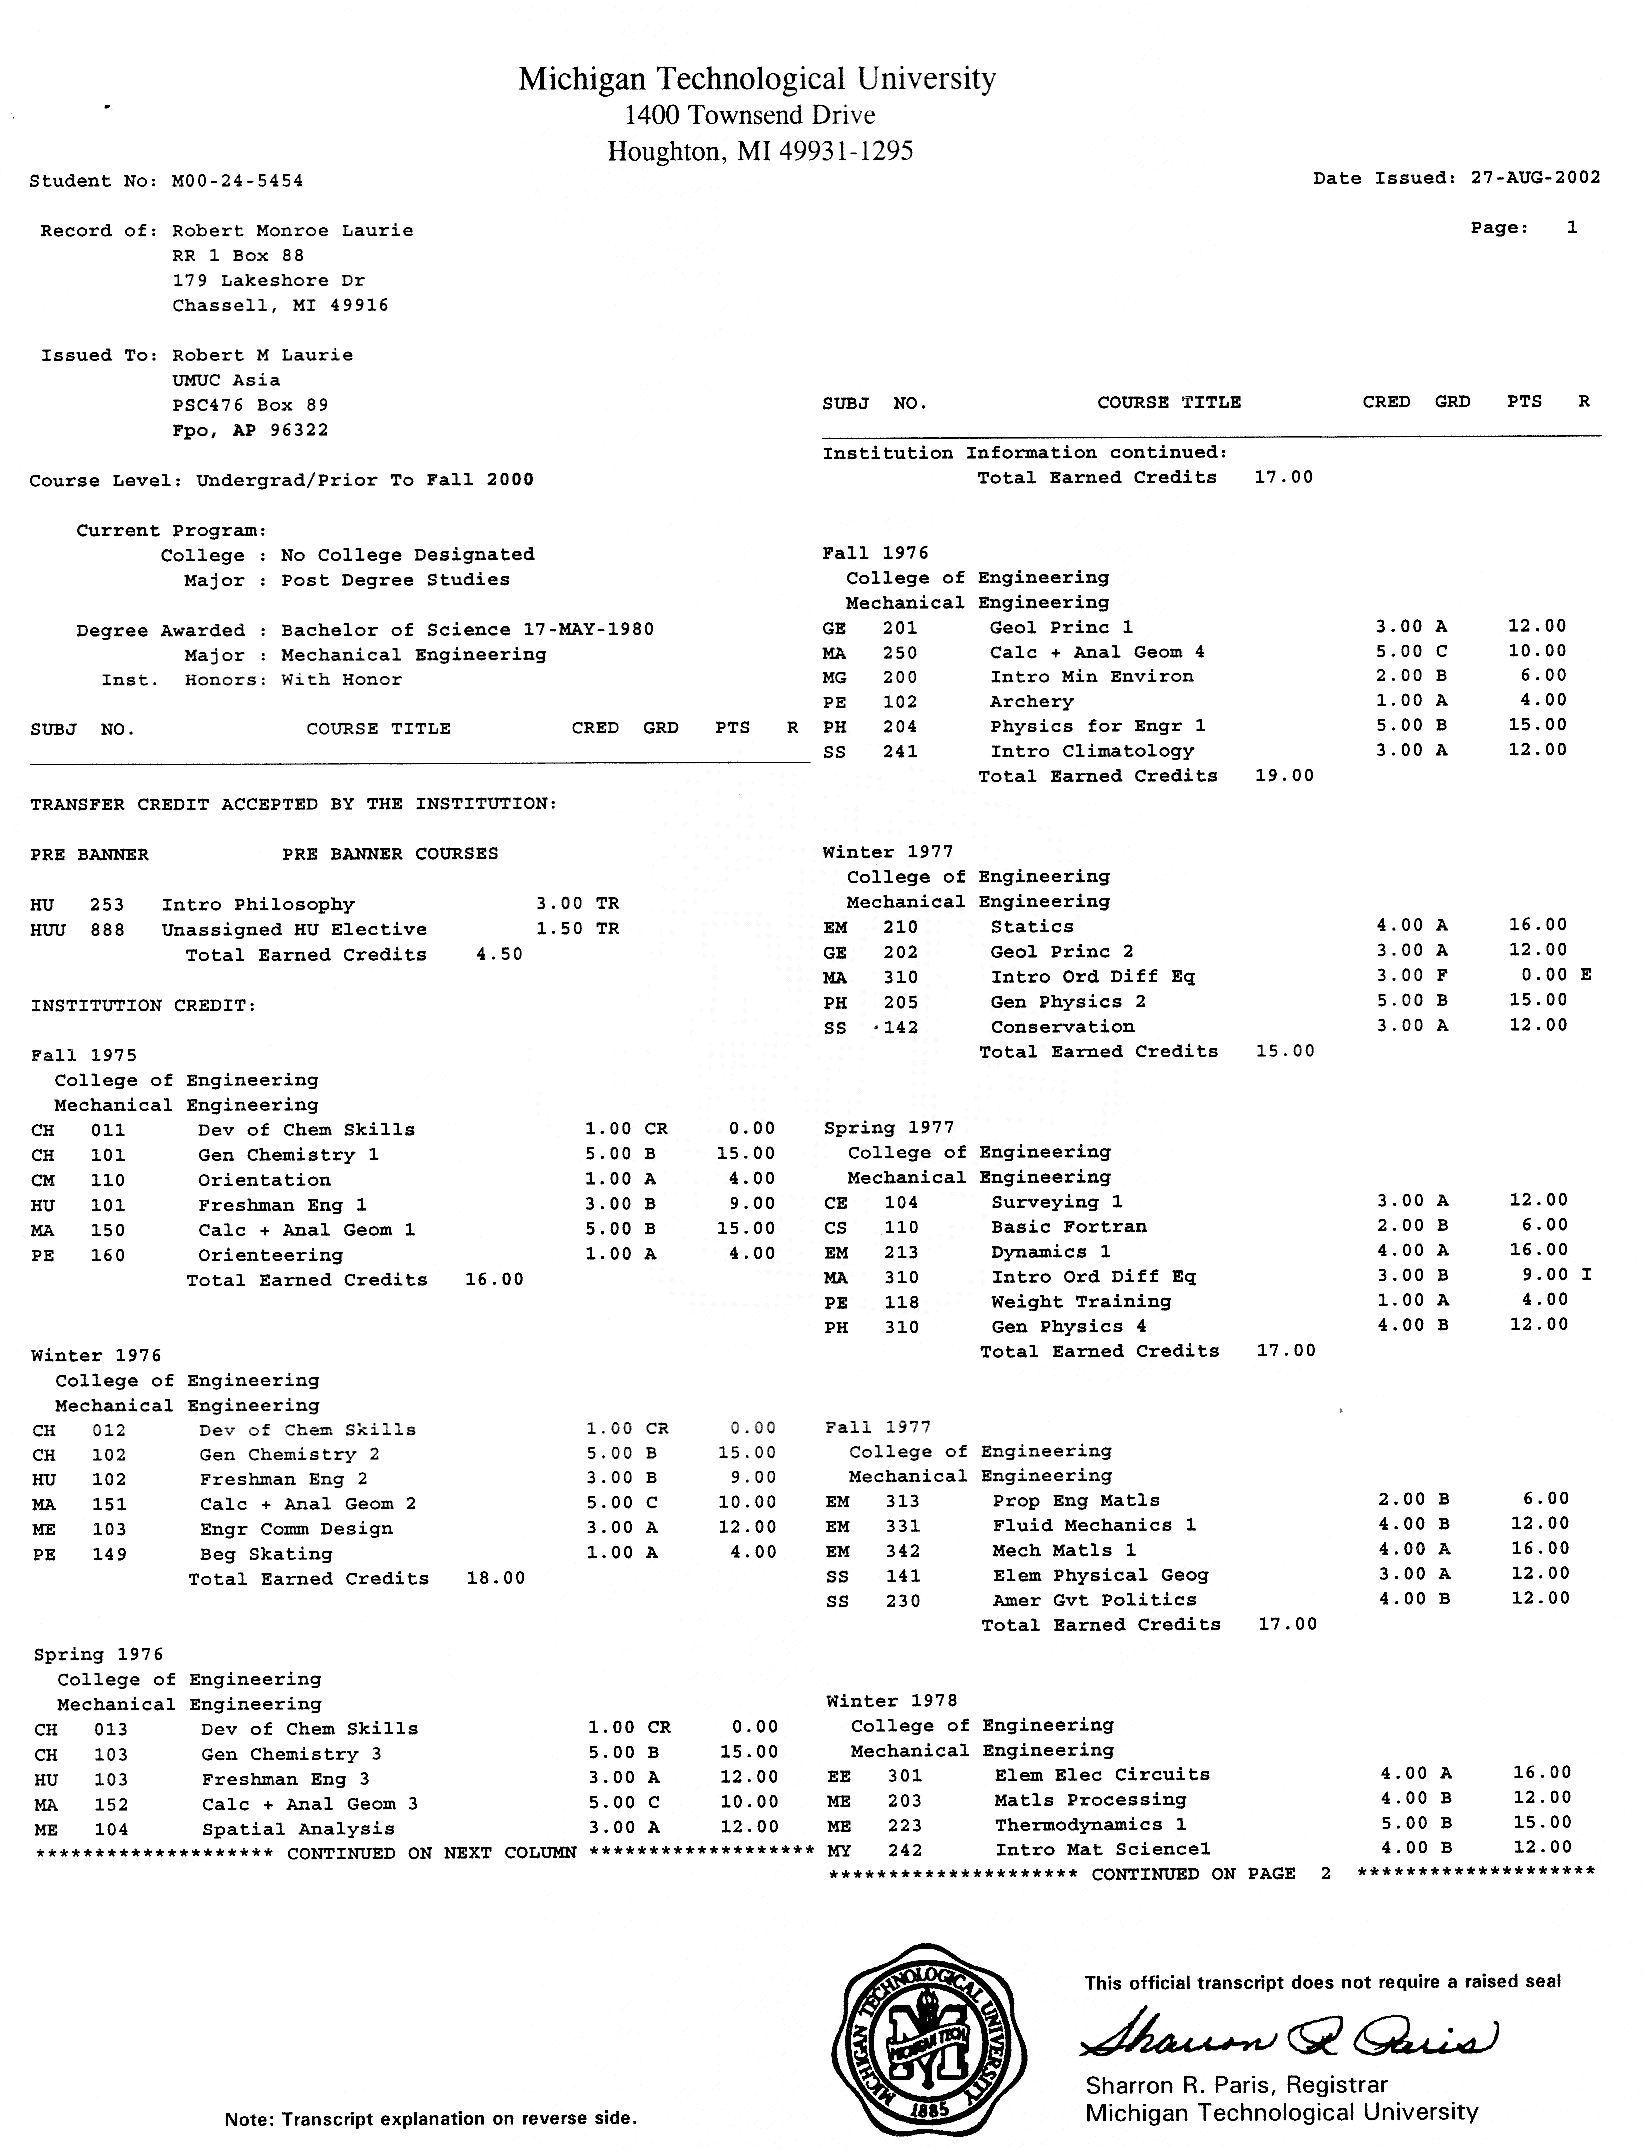 Michigan Technological University
1400 Townsend Drive
Houghton, MI 49931-1295
Student No: M00-24-5454
Date Issued: 27-AUG-2002
Record of: Robert Monroe Laurie
Page: 1
RR 1 Box 88
179 Lakeshore Dr
Chassell, MI 49916
Issued To: Robert M Laurie
UMUC Asia
PSC476 Box 89
Fpo, AP 96322
Course Level: Undergrad/Prior To Fall 2000
Current Program:
College : No College Designated
Major : Post Degree Studies
Degree Awarded : Bachelor of Science 17-MAY-1980
Major : Mechanical Engineering
Inst. Honors: With Honor
SUBJ NO. COURSE TITLE CRED GRD PTS R
TRANSFER CREDIT ACCEPTED BY THE INSTITUTION:
PRE BANNER PRE BANNER COURSES
HU 253 Intro Philosophy 3.00 TR
HUU 888 Unassigned HU Elective 1.50 TR
Total Earned Credits 4.50
INSTITUTION CREDIT:
Fall 1975
College of Engineering
Mechanical Engineering
CH 011 Dev of Chem Skills 1.00 CR 0.00
CH 101 Gen Chemistry 1 5.00 B 15.00
CM 110 Orientation 1.00 A 4.00
HU 101 Freshman Eng 1 3.00 B 9.00
MA 150 Calc + Anal Geom 1 5.00 B 15.00
PE 160 Orienteering 1.00 A 4.00
Total Earned Credits 16.00
Winter 1976
College of Engineering
Mechanical Engineering
CH 012 Dev of Chem Skills 1.00 CR 0.00
CH 102 Gen Chemistry 2 5.00 B 15.00
HU 102 Freshman Eng 2 3.00 B 9.00
MA 151 Calc + Anal Geom 2 5.00 C 10.00
ME 103 Engr Comm Design 3.00 A 12.00
PE 149 Beg Skating 1.00 A 4.00
Total Earned Credits 18.00
Spring 1976
College of Engineering
Mechanical Engineering
CH 013 Dev of Chem Skills 1.00 CR 0.00
CH 103 Gen Chemistry 3 5.00 B 15.00
HU 103 Freshman Eng 3 3.00 A 12.00
MA 152 Calc + Anal Geom 3 5.00 C 10.00
ME 104 Spatial Analysis 3.00 A 12.00
******************** CONTINUED ON NEXT COLUMN *******************
SUBJ NO. COURSE TITLE CRED GRD PTS R
Institution Information continued:
Total Earned Credits 17.00
Fall 1976
College of Engineering
Mechanical Engineering
GE 201 Geol Princ 1 3.00 A 12.00
MA 250 Calc + Anal Geom 4 5.00 C 10.00
MG 200 Intro Min Environ 2.00 B 6.00
PE 102 Archery 1.00 A 4.00
PH 204 Physics for Engr 1 5.00 B 15.00
SS 241 Intro Climatology 3.00 A 12.00
Total Earned Credits 19.00
Winter 1977
College of Engineering
Mechanical Engineering
EM 210 Statics 4.00 A 16.00
GE 202 Geol Princ 2 3.00 A 12.00
MA 310 Intro Ord Diff Eq 3.00 F 0.00 E
PH 205 Gen Physics 2 5.00 B 15.00
SS 142 Conservation 3.00 A 12.00
Total Earned Credits 15.00
Spring 1977
College of Engineering
Mechanical Engineering
CE 104 Surveying 1 3.00 A 12.00
CS 110 Basic Fortran 2.00 B 6.00
EM 213 Dynamics 1 4.00 A 16.00
MA 310 Intro Ord Diff Eq 3.00 B 9.00 I
PE 118 Weight Training 1.00 A 4.00
PH 310 Gen Physics 4 4.00 B 12.00
Total Earned Credits 17.00
Fall 1977
College of Engineering
Mechanical Engineering
EM 313 Prop Eng Matls 2.00 B 6.00
EM 331 Fluid Mechanics 1 4.00 B 12.00
EM 342 Mech Matls 1 4.00 A 16.00
SS 141 Elem Physical Geog 3.00 A 12.00
SS 230 Amer Gvt Politics 4.00 B 12.00
Total Earned Credits 17.00
Winter 1978
College of Engineering
Mechanical Engineering
EE 301 Elem Elec Circuits 4.00 A 16.00
ME 203 Matls Processing 4.00 B 12.00
ME 223 Thermodynamics 1 5.00 B 15.00
MY 242 Intro Mat Science1 4.00 B 12.00
********************* CONTINUED ON PAGE 2 ********************
MICHIGAN TECHNOLOGICAL UNIVERSITY
MICHIGAN TECH
1885
This official transcript does not require a raised seal
Sharron R Paris
Sharron R. Paris, Registrar
Michigan Technological University
Note: Transcript explanation on reverse side.